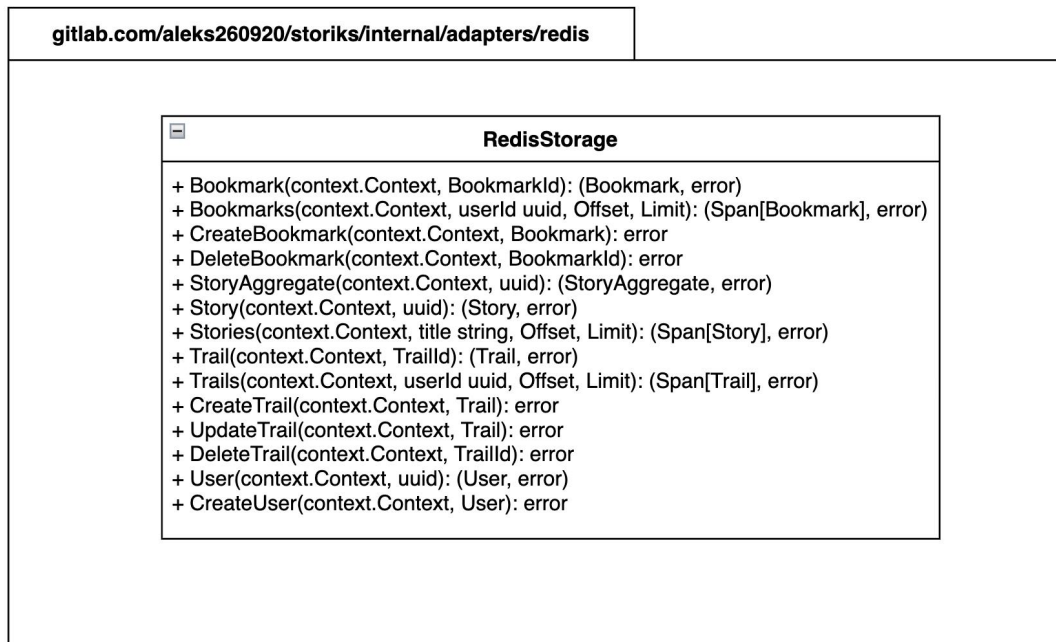 gitlab.com/aleks260920/storiks/internal/adapters/redis
RedisStorage
+ Bookmark(context.Context, BookmarkId): (Bookmark, error)
+ Bookmarks(context.Context, userId uuid, Offset, Limit): (Span[Bookmark], error)
+ CreateBookmark(context.Context, Bookmark): error
+ DeleteBookmark(context.Context, BookmarkId): error
+ StoryAggregate(context.Context, uuid): (StoryAggregate, error)
+ Story(context.Context, uuid): (Story, error)
+ Stories(context.Context, title string, Offset, Limit): (Span[Story], error)
+ Trail(context.Context, TrailId): (Trail, error)
+ Trails(context.Context, userId uuid, Offset, Limit): (Span[Trail], error)
+ CreateTrail(context.Context, Trail): error
+ UpdateTrail(context.Context, Trail): error
+ DeleteTrail(context.Context, TrailId): error
+ User(context.Context, uuid): (User, error)
+ CreateUser(context.Context, User): error